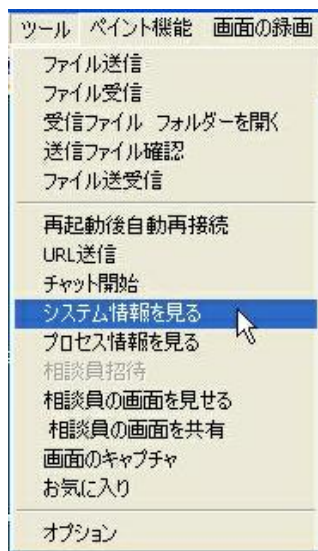 ツール ペイント機能 画面の録画
ファイル送信
ファイル受信
受信ファイル フォルダーを開く
送信ファイル確認
ファイル送受信
再起動後自動再接続
URL送信
チャット開始
システム情報を見る
プロセス情報を見る
相談員招待
相談員の画面を見せる
相談員の画面を共有
画面のキャプチャ
お気に入り
オプション